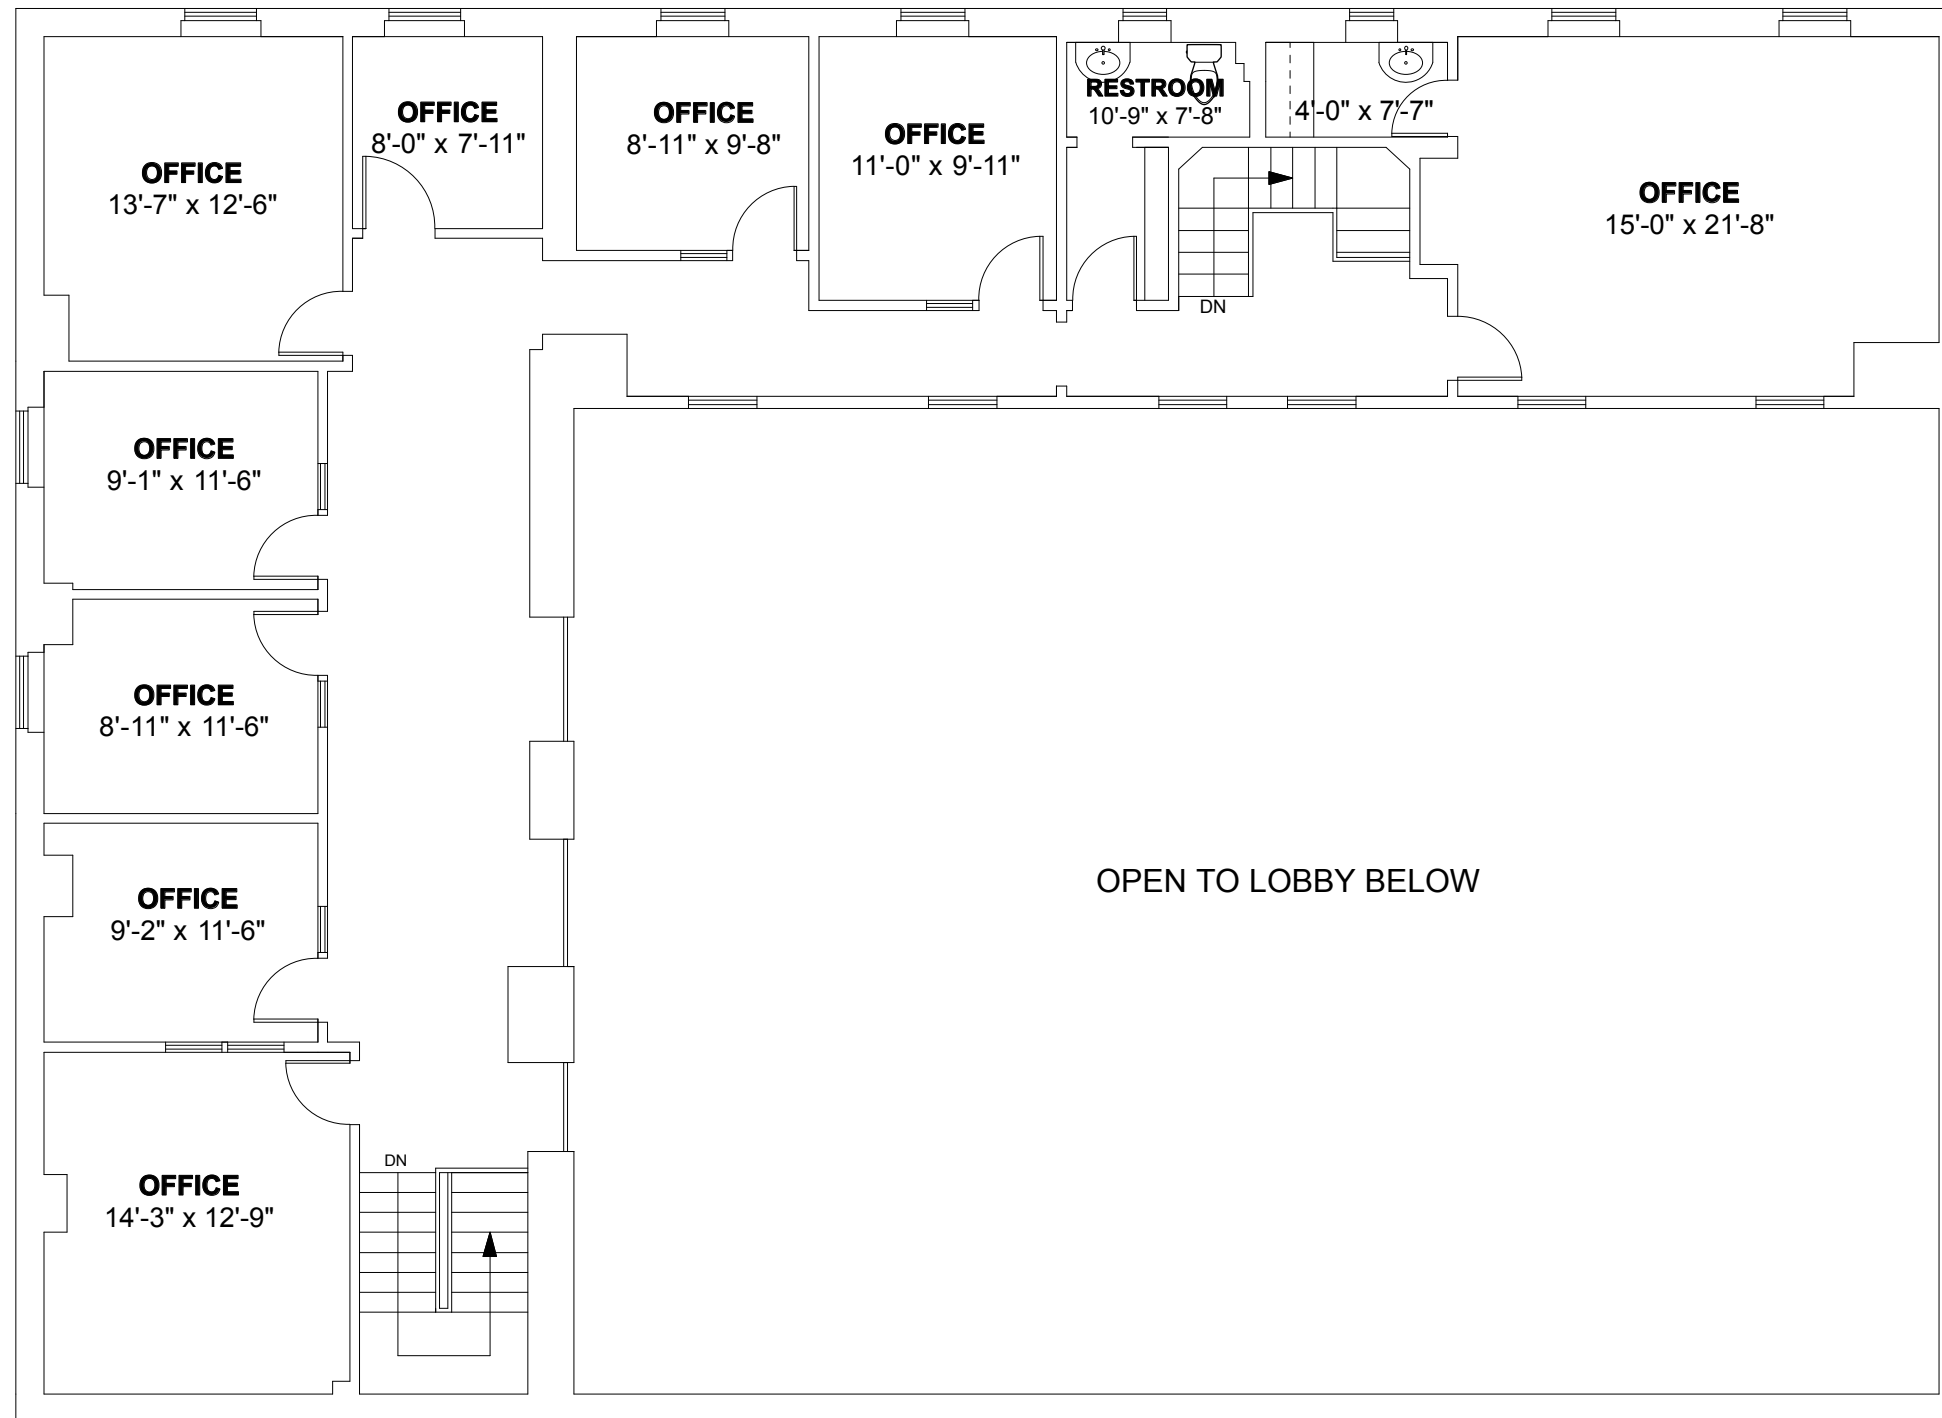 OFFICE
13'-7" x 12'-6"
OFFICE
8'-0" x 7'-11"
OFFICE
8'-11" x 9'-8"
OFFICE
11'-0" x 9'-11"
RESTROOM
10'-9" x 7'-8"
4'-0" x 7'-7"
OFFICE
15'-0" x 21'-8"
DN
OFFICE
9'-1" x 11'-6"
OFFICE
8'-11" x 11'-6"
OFFICE
9'-2" x 11'-6"
OPEN TO LOBBY BELOW
OFFICE
14'-3" x 12'-9"
DN